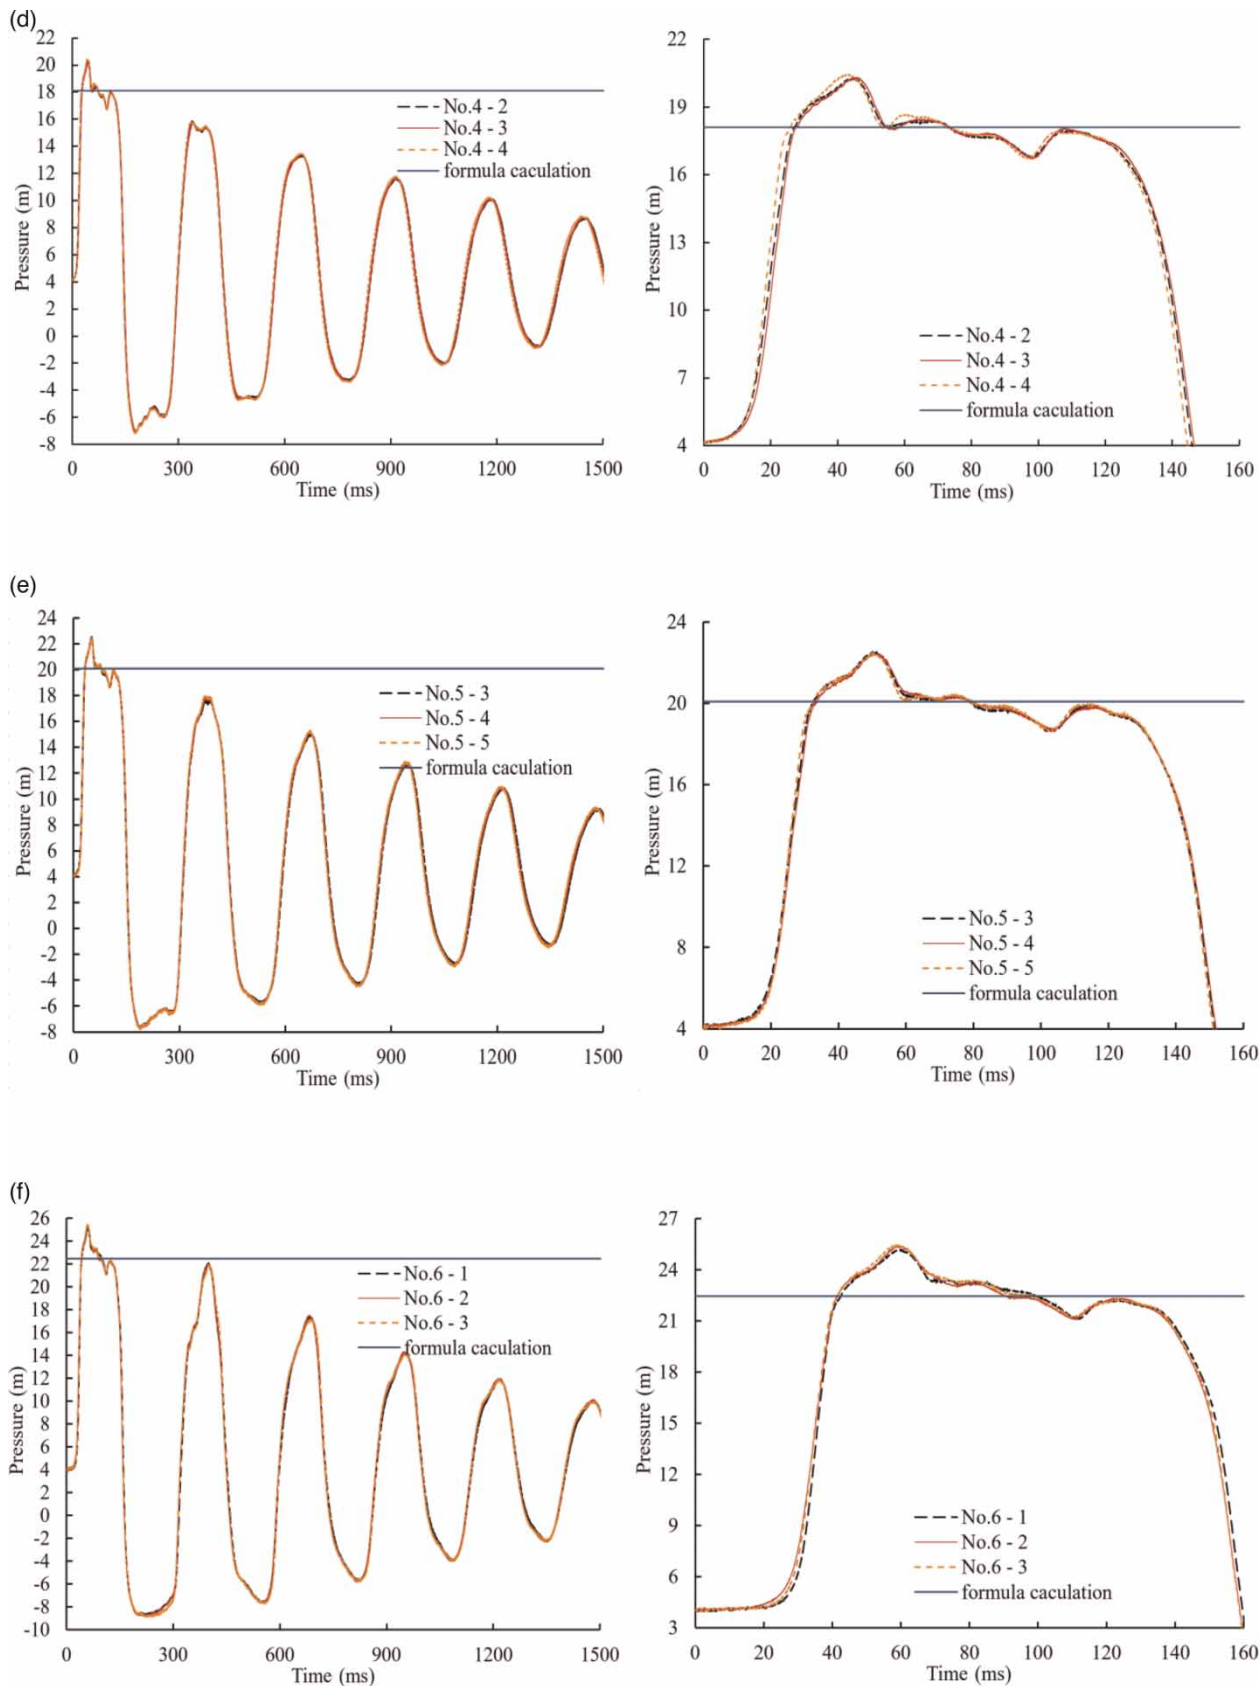 (d)
22
20
18
16
14
12
10
8
6
4
2
0
-2
-4
-6
-8
Pressure (m)
No.4 - 2
No.4 - 3
No.4 - 4
formula caculation
0 300 600 900 1200 1500
Time (ms)
22
19
16
13
10
7
4
Pressure (m)
No.4 - 2
No.4 - 3
No.4 - 4
formula caculation
0 20 40 60 80 100 120 140 160
Time (ms)
(e)
24
22
20
18
16
14
12
10
8
6
4
2
0
-2
-4
-6
-8
Pressure (m)
No.5 - 3
No.5 - 4
No.5 - 5
formula caculation
0 300 600 900 1200 1500
Time (ms)
24
20
16
12
8
4
Pressure (m)
No.5 - 3
No.5 - 4
No.5 - 5
formula caculation
0 20 40 60 80 100 120 140 160
Time (ms)
(f)
26
24
22
20
18
16
14
12
10
8
6
4
2
0
-2
-4
-6
-8
-10
Pressure (m)
No.6 - 1
No.6 - 2
No.6 - 3
formula caculation
0 300 600 900 1200 1500
Time (ms)
27
24
21
18
15
12
9
6
3
Pressure (m)
No.6 - 1
No.6 - 2
No.6 - 3
formula caculation
0 20 40 60 80 100 120 140 160
Time (ms)